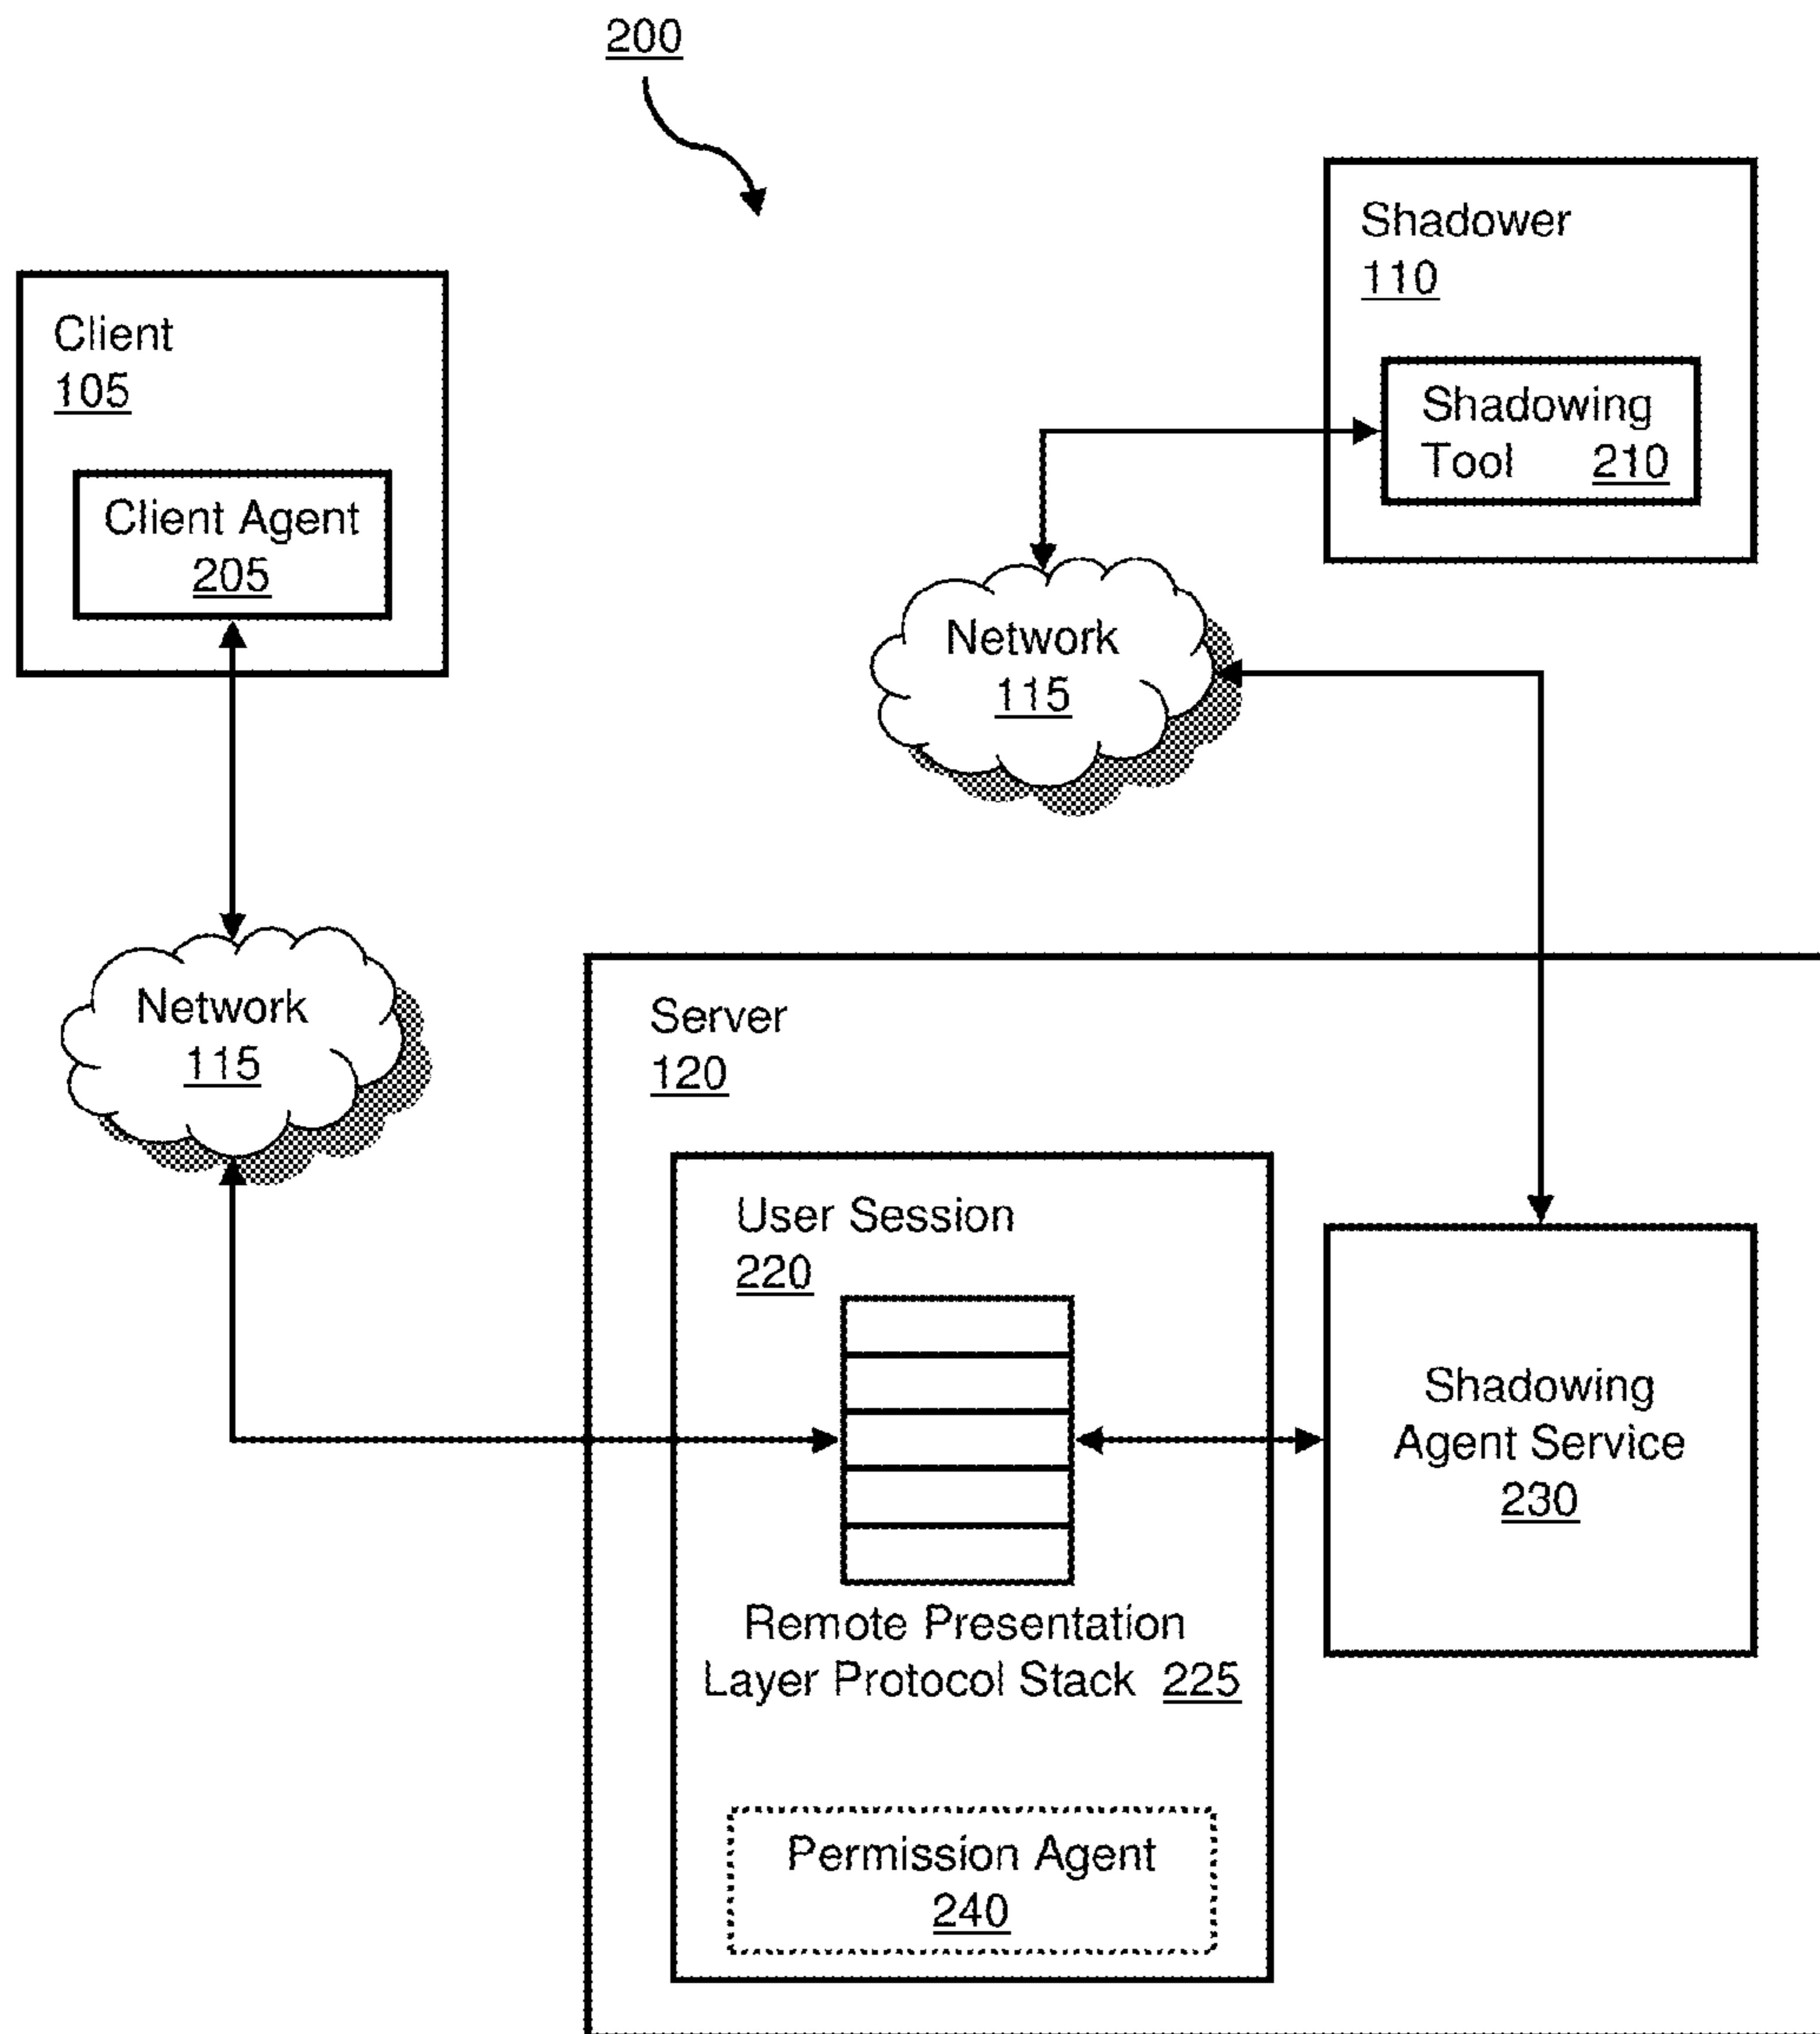 200
Shadower
110
Shadowing
Tool 210
Client
105
Client Agent
205
Network
115
Network
115
Server
120
User Session
220
Shadowing
Agent Service
230
Remote Presentation
Layer Protocol Stack 225
Permission Agent
240